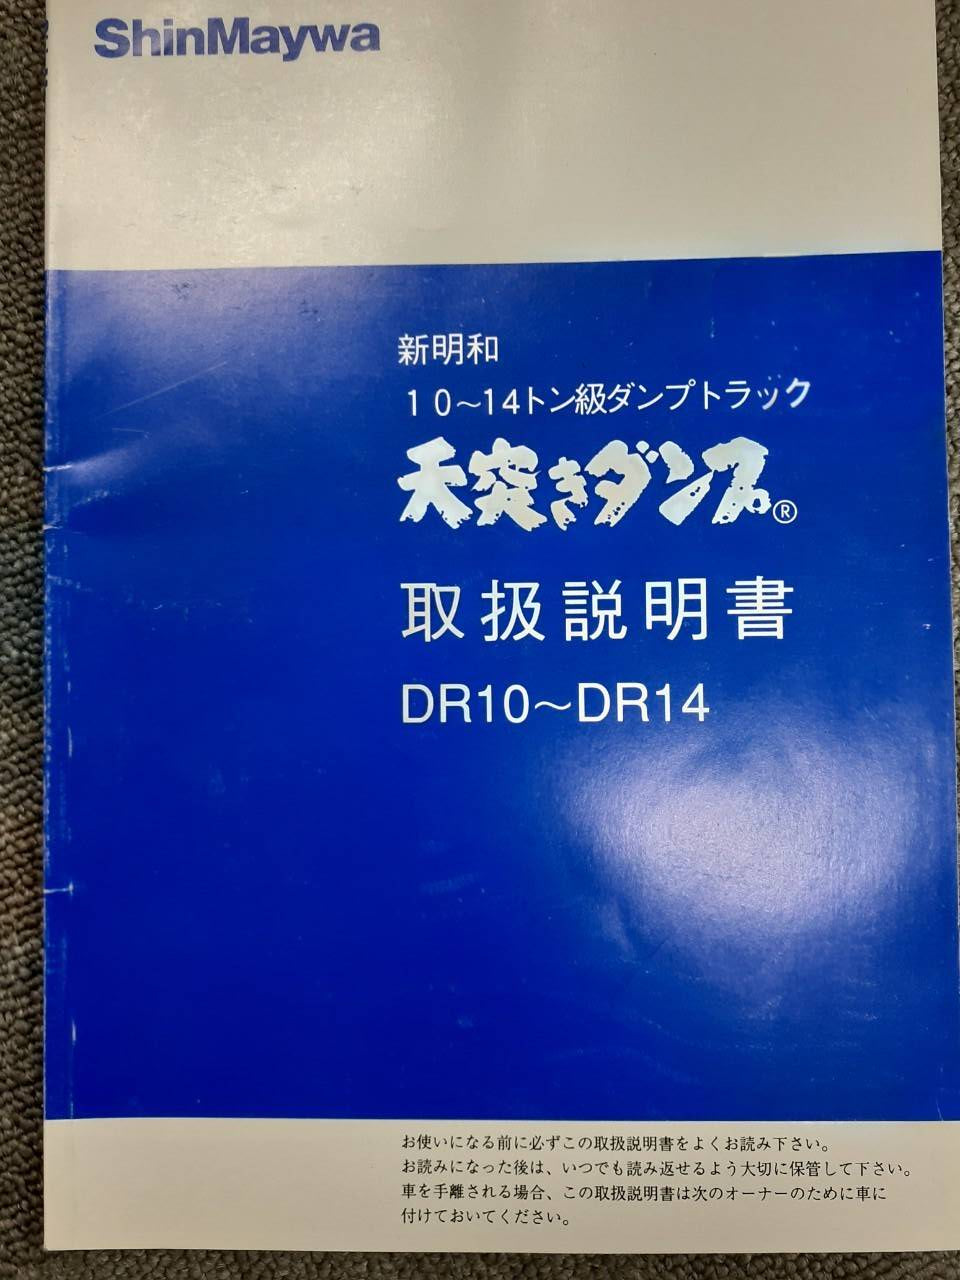 ShinMaywa
新明和
10～14トン級ダンプトラック
天突きダンプ®
取扱説明書
DR10～DR14
お使いになる前に必ずこの取扱説明書をよくお読み下さい。
お読みになった後は、いつでも読み返せるよう大切に保管して下さい。
車を手離される場合、この取扱説明書は次のオーナーのために車に
付けておいてください。